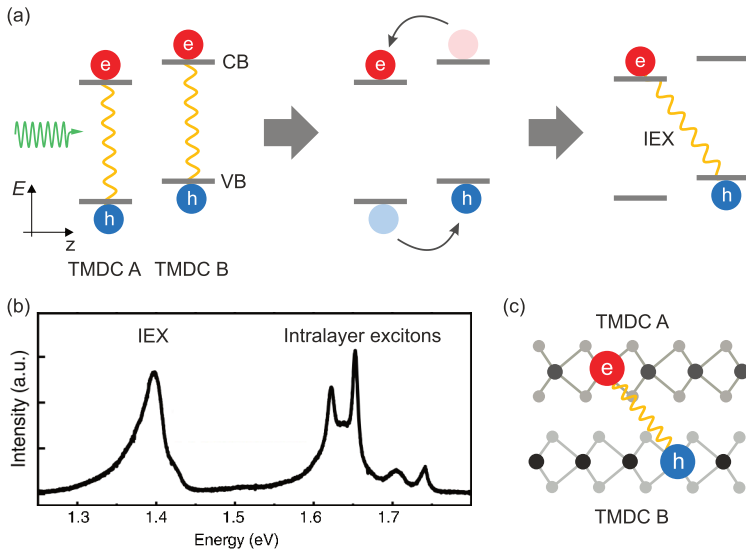 (a)
e
e
CB
e
e
IEX
E
VB
h
h
h
h
z
TMDC A
TMDC B
(b)
IEX
Intralayer excitons
Intensity (a.u.)
1.3
1.4
1.5
1.6
1.7
Energy (eV)
(c)
TMDC A
e
h
TMDC B